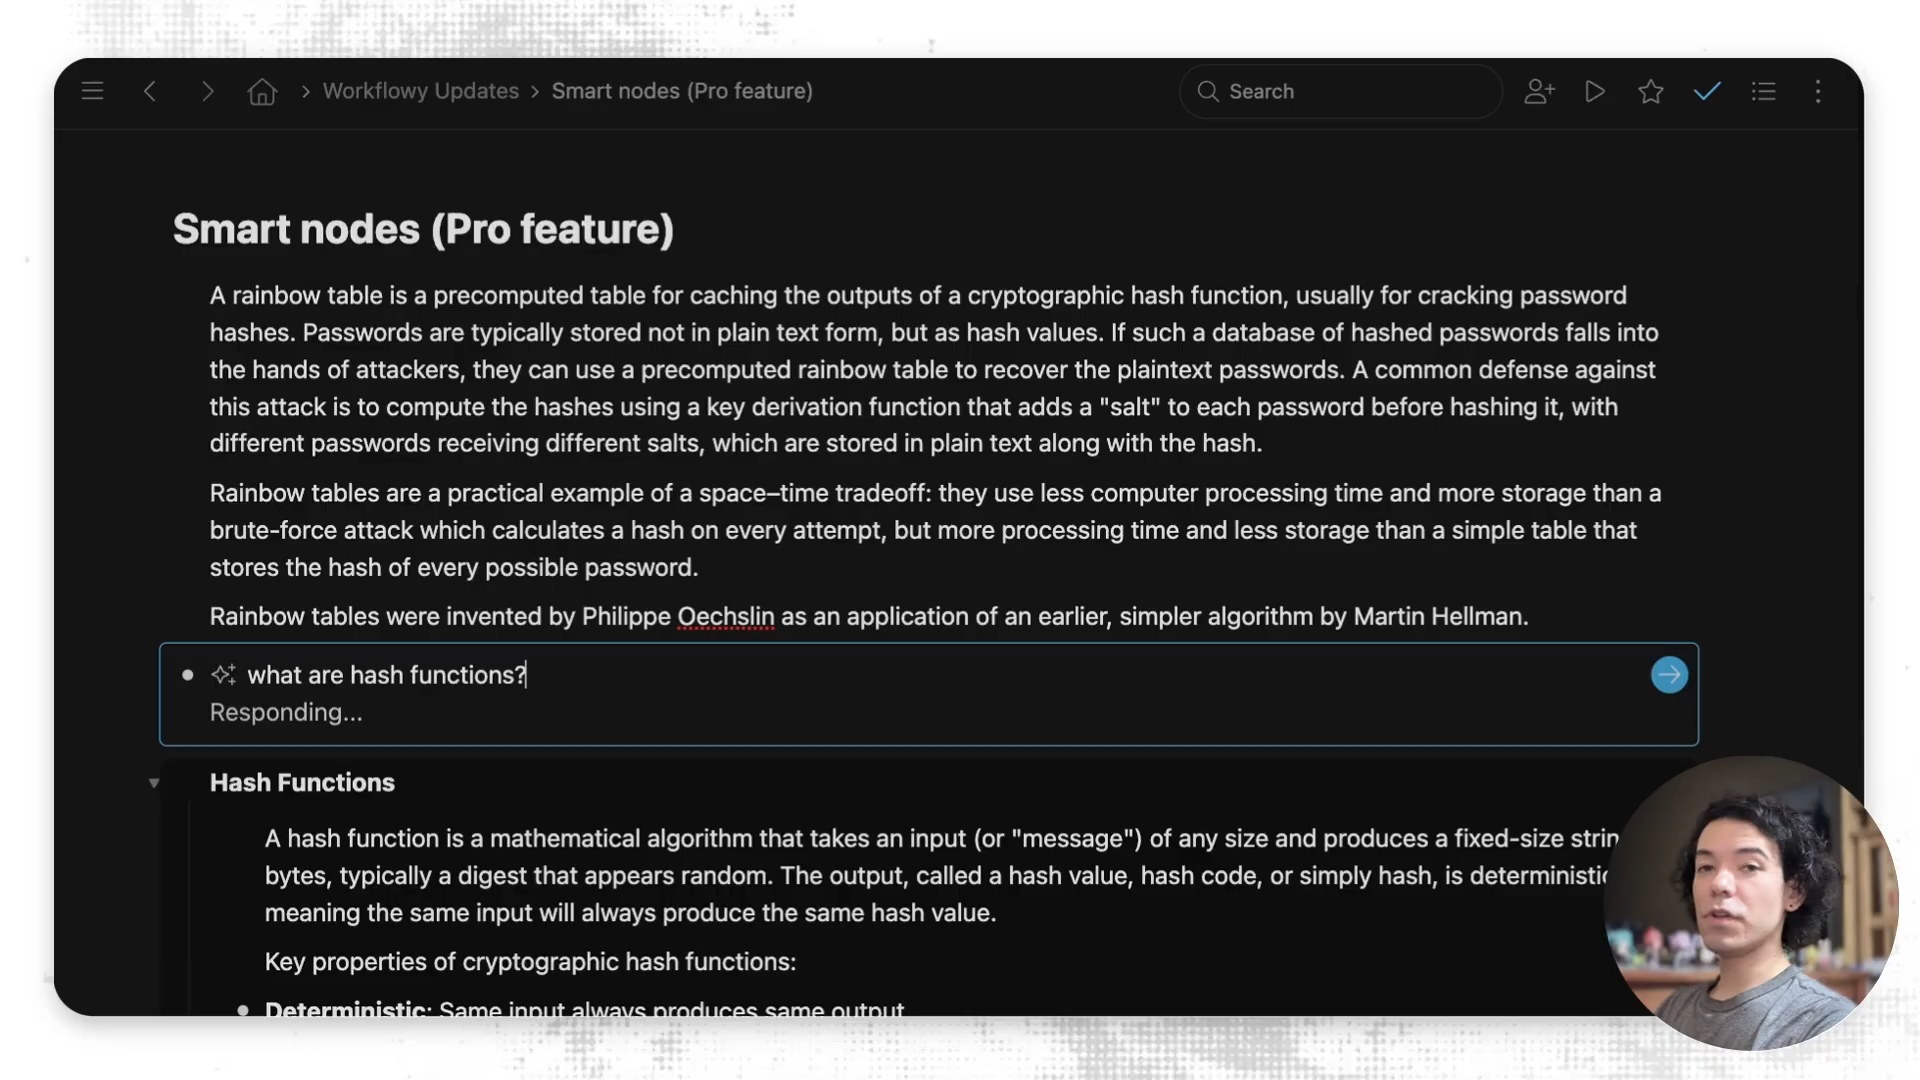 Workflowy Updates > Smart nodes (Pro feature)
Search
Smart nodes (Pro feature)
A rainbow table is a precomputed table for caching the outputs of a cryptographic hash function, usually for cracking password
hashes. Passwords are typically stored not in plain text form, but as hash values. If such a database of hashed passwords falls into
the hands of attackers, they can use a precomputed rainbow table to recover the plaintext passwords. A common defense against
this attack is to compute the hashes using a key derivation function that adds a "salt" to each password before hashing it, with
different passwords receiving different salts, which are stored in plain text along with the hash.
Rainbow tables are a practical example of a space–time tradeoff: they use less computer processing time and more storage than a
brute-force attack which calculates a hash on every attempt, but more processing time and less storage than a simple table that
stores the hash of every possible password.
Rainbow tables were invented by Philippe Oechslin as an application of an earlier, simpler algorithm by Martin Hellman.
what are hash functions?
Responding...
Hash Functions
A hash function is a mathematical algorithm that takes an input (or "message") of any size and produces a fixed-size
bytes, typically a digest that appears random. The output, called a hash value, hash code, or simply hash, is
meaning the same input will always produce the same hash value.
Key properties of cryptographic hash functions:
Deterministic: Same input always produces same output